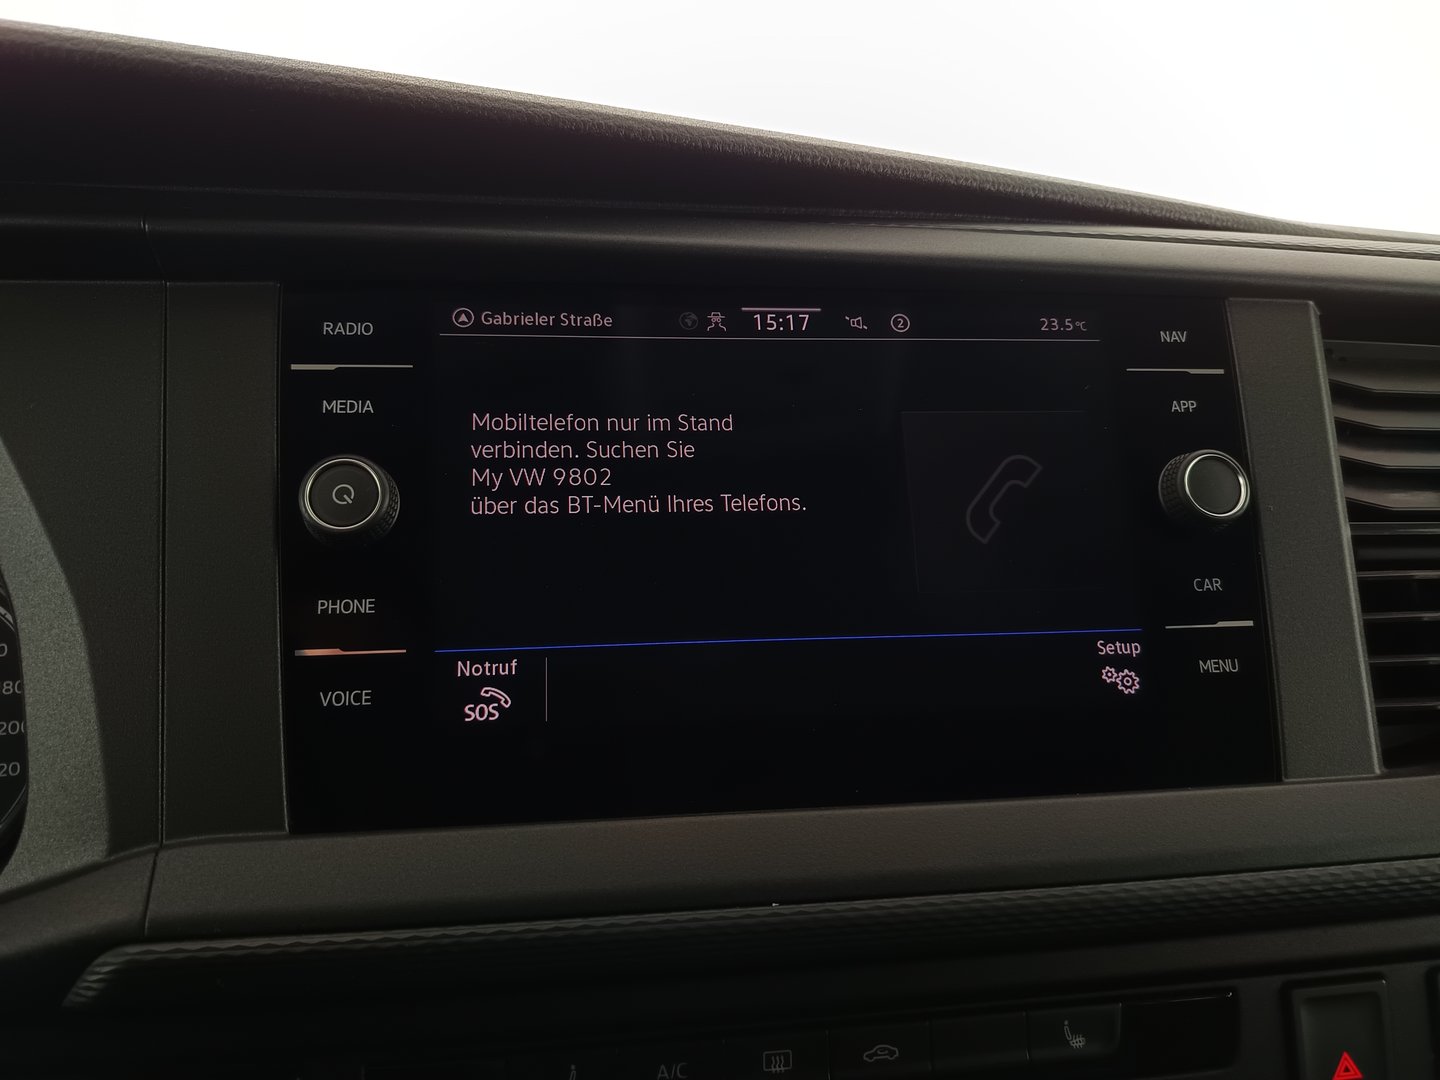 RADIO
MEDIA
PHONE
VOICE
Gabrieler Straße
15:17
2
23.5°C
Mobiltelefon nur im Stand
verbinden. Suchen Sie
My VW 9802
über das BT-Menü Ihres Telefons.
Notruf
SOS
Setup
NAV
APP
CAR
MENU
A/C